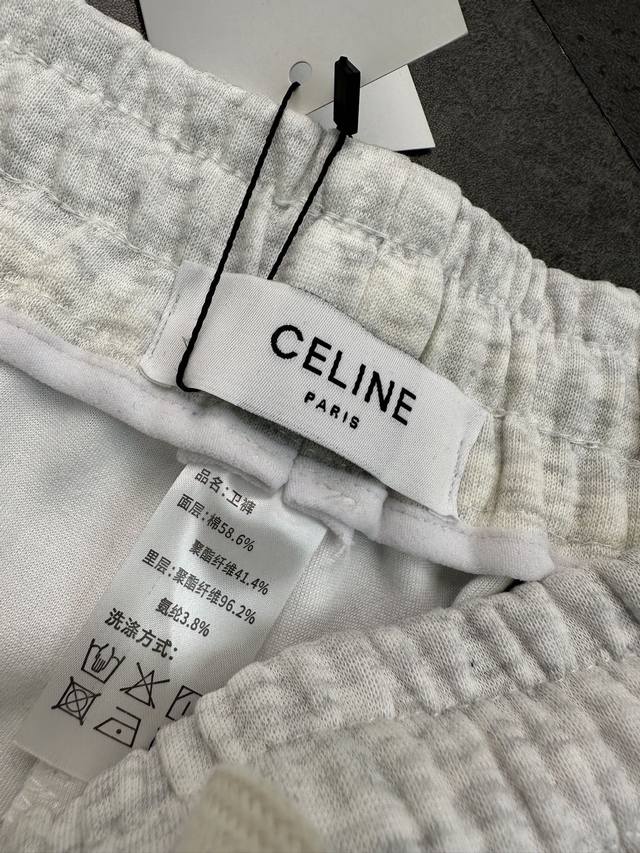 CELINE
PARIS
品名:卫裤
面层:棉58.6%
聚酯纤维41.4%
里层:聚酯纤维96.2%
氨纶3.8%
洗涤方式: